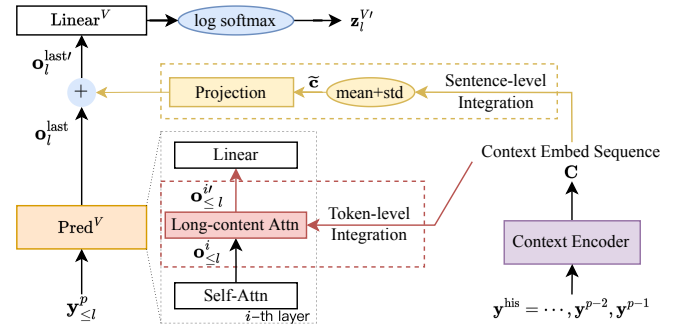 Linear^V
log softmax
z_l^{V′}
o_l^{last′}
+
Projection
c̃
mean+std
Sentence-level
Integration
o_l^{last}
Linear
Context Embed Sequence
C
o_{≤l}^{i′}
Pred^V
Long-content Attn
Token-level
Integration
Context Encoder
o_{≤l}^{i}
Self-Attn
i-th layer
y_{≤l}^{p}
y^{his} = ⋯, y^{p−2}, y^{p−1}